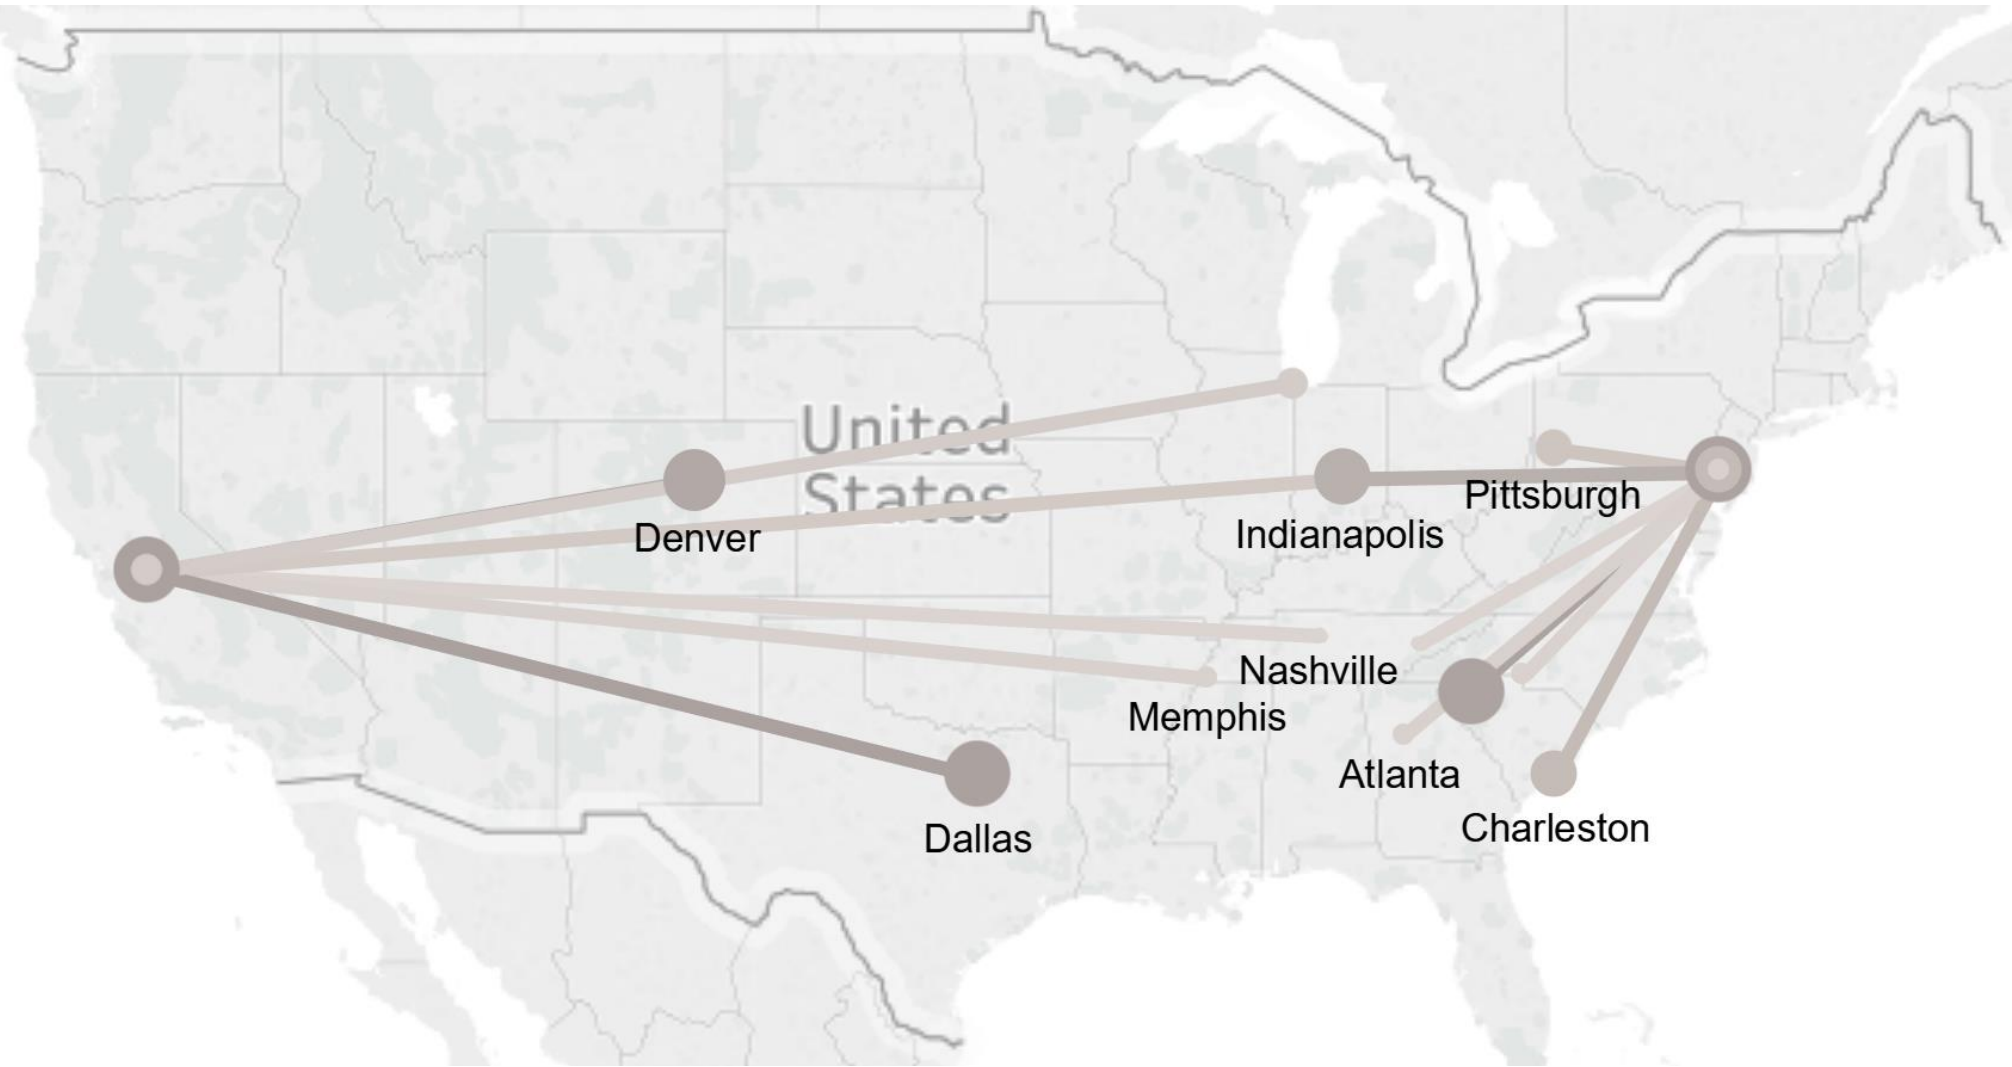 United
States
Denver
Pittsburgh
Indianapolis
Nashville
Memphis
Atlanta
Charleston
Dallas